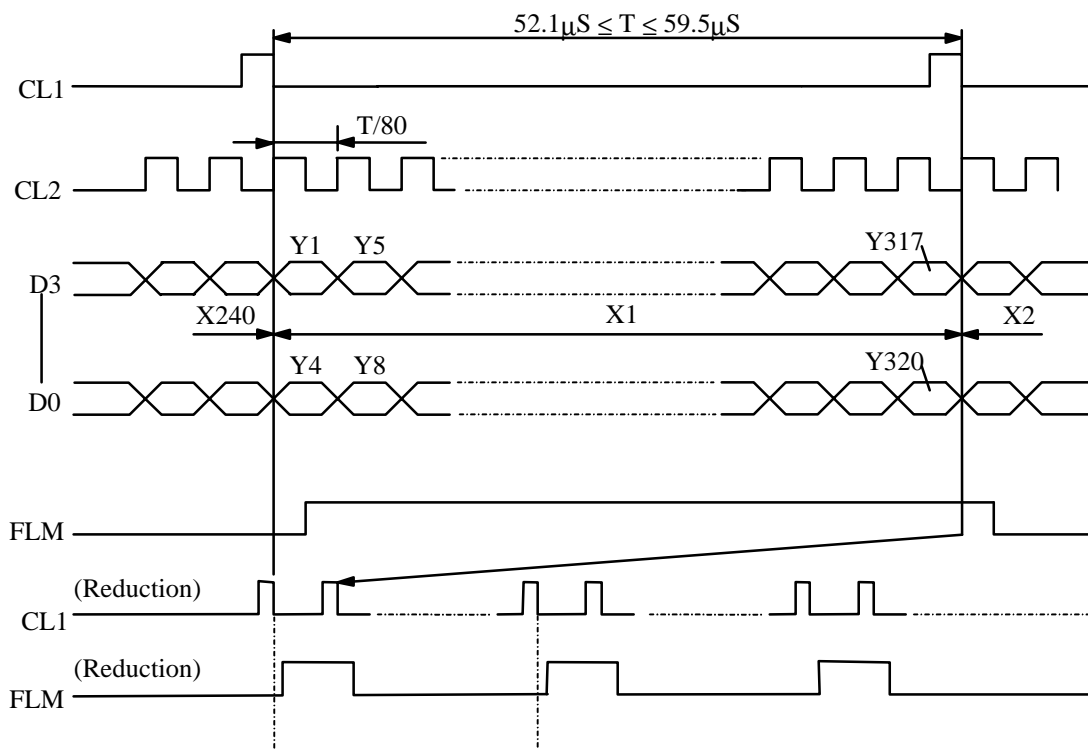 52.1µS ≤ T ≤ 59.5µS
CL1
T/80
CL2
Y1 Y5 Y317
D3
X240 X1 X2
Y4 Y8 Y320
D0
FLM
(Reduction)
CL1
(Reduction)
FLM